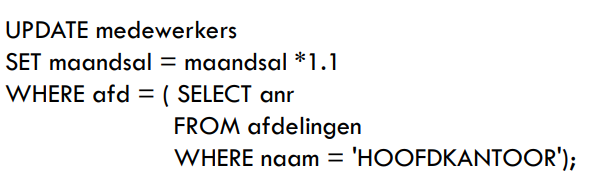 UPDATE medewerkers
SET maandsal = maandsal *1.1
WHERE afd = ( SELECT anr
FROM afdelingen
WHERE naam = 'HOOFDKANTOOR');